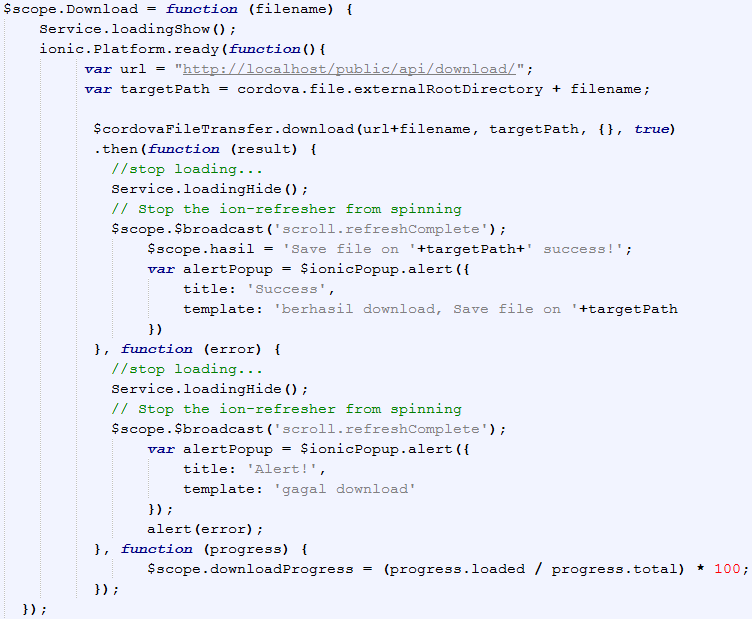 $scope.Download = function (filename) {
    Service.loadingShow();
    ionic.Platform.ready(function(){
         var url = "http://localhost/public/api/download/";
         var targetPath = cordova.file.externalRootDirectory + filename;

          $cordovaFileTransfer.download(url+filename, targetPath, {}, true)
          .then(function (result) {
            //stop loading...
            Service.loadingHide();
            // Stop the ion-refresher from spinning
            $scope.$broadcast('scroll.refreshComplete');
                $scope.hasil = 'Save file on '+targetPath+' success!';
                var alertPopup = $ionicPopup.alert({
                    title: 'Success',
                    template: 'berhasil download, Save file on '+targetPath
                })
          }, function (error) {
            //stop loading...
            Service.loadingHide();
            // Stop the ion-refresher from spinning
            $scope.$broadcast('scroll.refreshComplete');
                var alertPopup = $ionicPopup.alert({
                    title: 'Alert!',
                    template: 'gagal download'
                });
                alert(error);
          }, function (progress) {
                $scope.downloadProgress = (progress.loaded / progress.total) * 100;
          });
  });